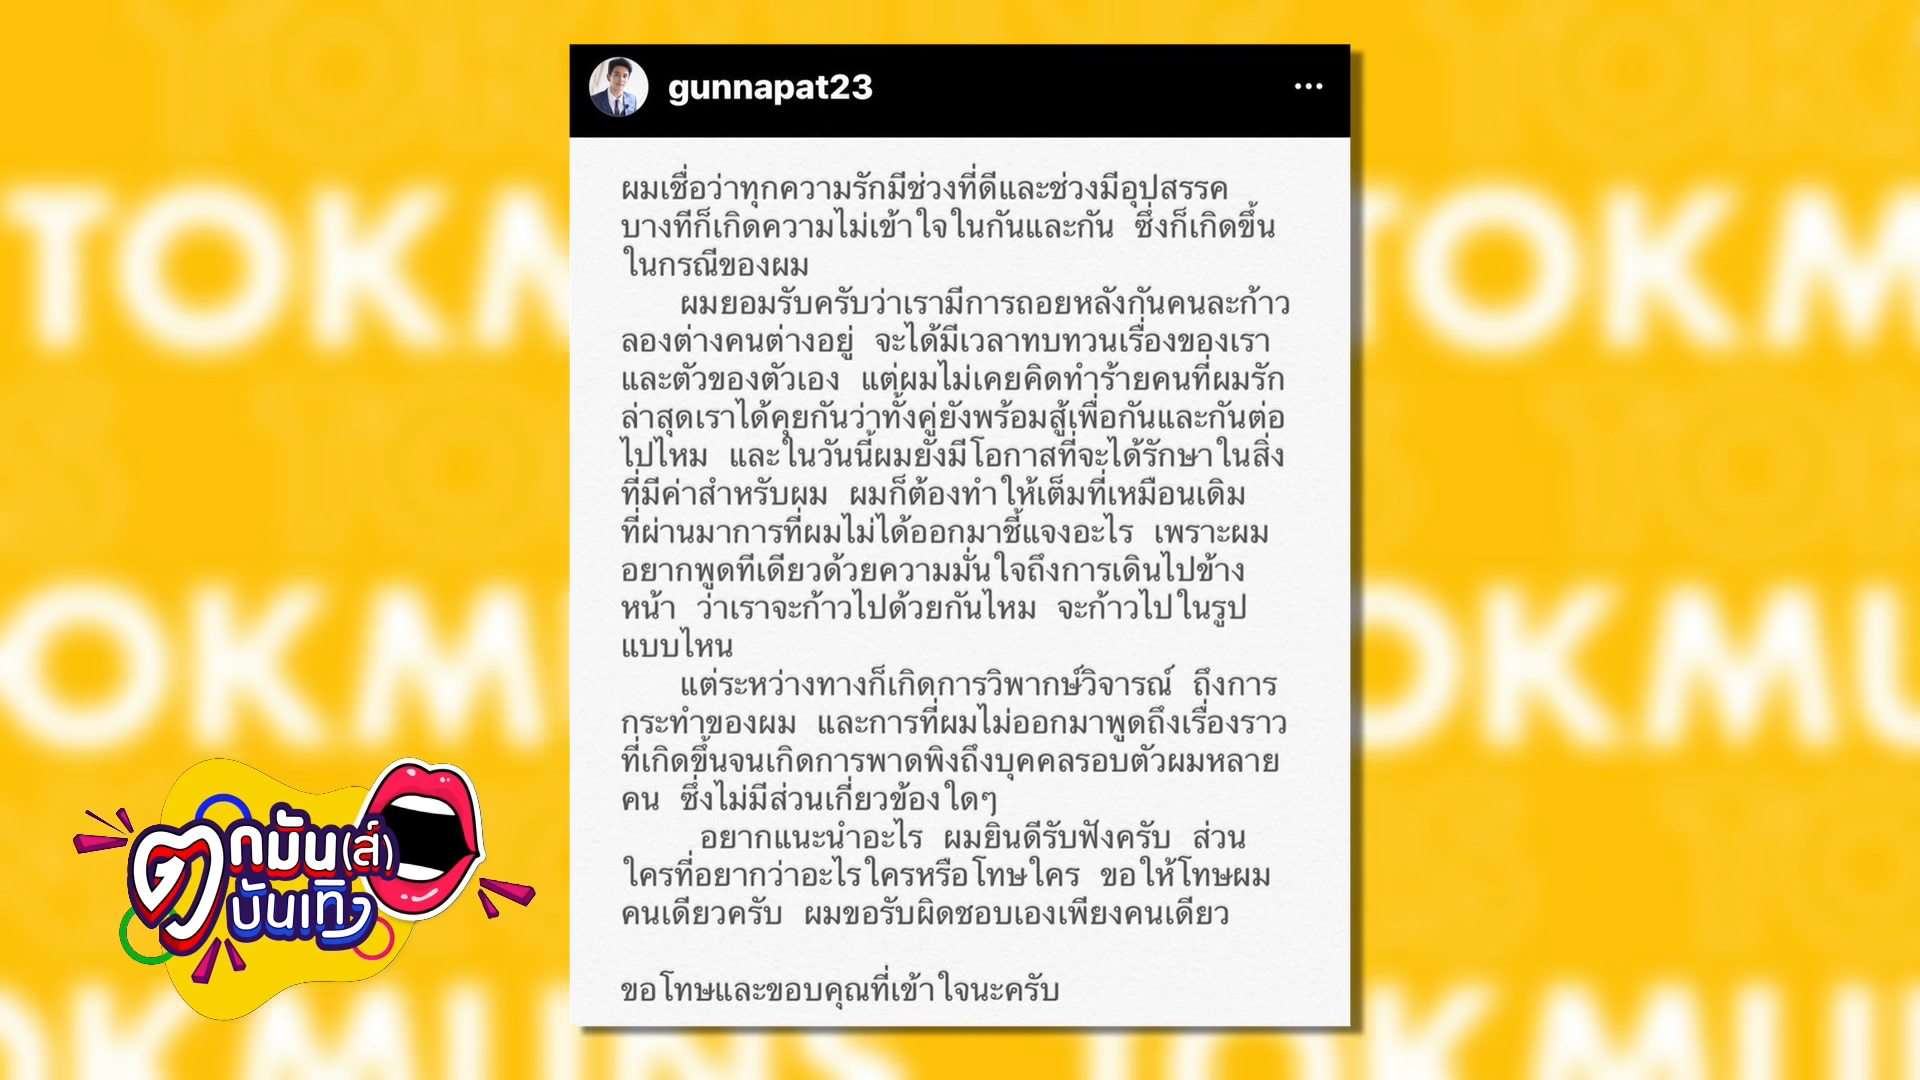 gunnapat23
ผมเชื่อว่าทุกความรักมีช่วงที่ดีและช่วงมีอุปสรรค
บางทีก็เกิดความไม่เข้าใจในกันและกัน ซึ่งก็เกิดขึ้น
ในกรณีของผม
ผมยอมรับครับว่าเรามีการถอยหลังกันคนละก้าว
ลองต่างคนต่างอยู่ จะได้มีเวลาทบทวนเรื่องของเรา
และตัวของตัวเอง แต่ผมไม่เคยคิดทำร้ายคนที่ผมรัก
ล่าสุดเราได้คุยกันว่าทั้งคู่ยังพร้อมสู้เพื่อกันและกันต่อ
ไปไหม และในวันนี้ผมยังมีโอกาสที่จะได้รักษาในสิ่ง
ที่มีค่าสำหรับผม ผมก็ต้องทำให้เต็มที่เหมือนเดิม
ที่ผ่านมาการที่ผมไม่ได้ออกมาชี้แจงอะไร เพราะผม
อยากพูดทีเดียวด้วยความมั่นใจถึงการเดินไปข้าง
หน้า ว่าเราจะก้าวไปด้วยกันไหม จะก้าวไปในรูป
แบบไหน
แต่ระหว่างทางก็เกิดการวิพากษ์วิจารณ์ ถึงการ
กระทำของผม และการที่ผมไม่ออกมาพูดถึงเรื่องราว
ที่เกิดขึ้นจนเกิดการพาดพิงถึงบุคคลรอบตัวผมหลาย
คน ซึ่งไม่มีส่วนเกี่ยวข้องใดๆ
อยากแนะนำอะไร ผมยินดีรับฟังครับ ส่วน
ใครที่อยากว่าอะไรใครหรือโทษใคร ขอให้โทษผม
คนเดียวครับ ผมขอรับผิดชอบเองเพียงคนเดียว
ขอโทษและขอบคุณที่เข้าใจนะครับ
ตกมัน(ส์)
บันเทิง
TOKM
TOKM
OKMU
OKMU
OKMUNS
TOKMU